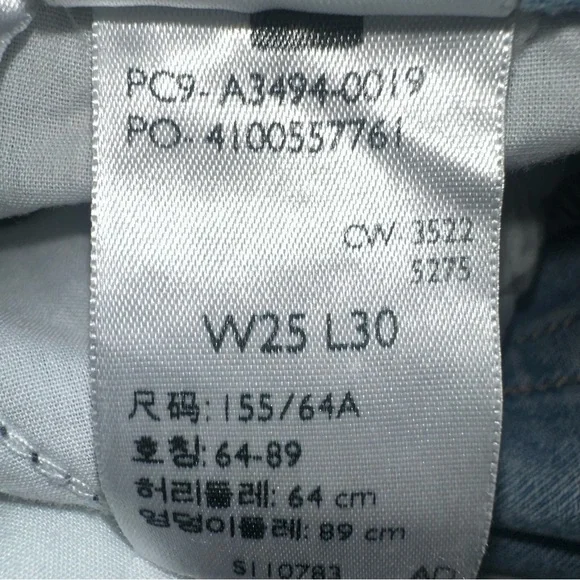 PC9- A3494-0019
PO- 4100557761
CW- 3522
5275
W25 L30
尺码: 155/64A
호칭: 64-89
허리둘레: 64 cm
엉덩이둘레: 89 cm
S110783